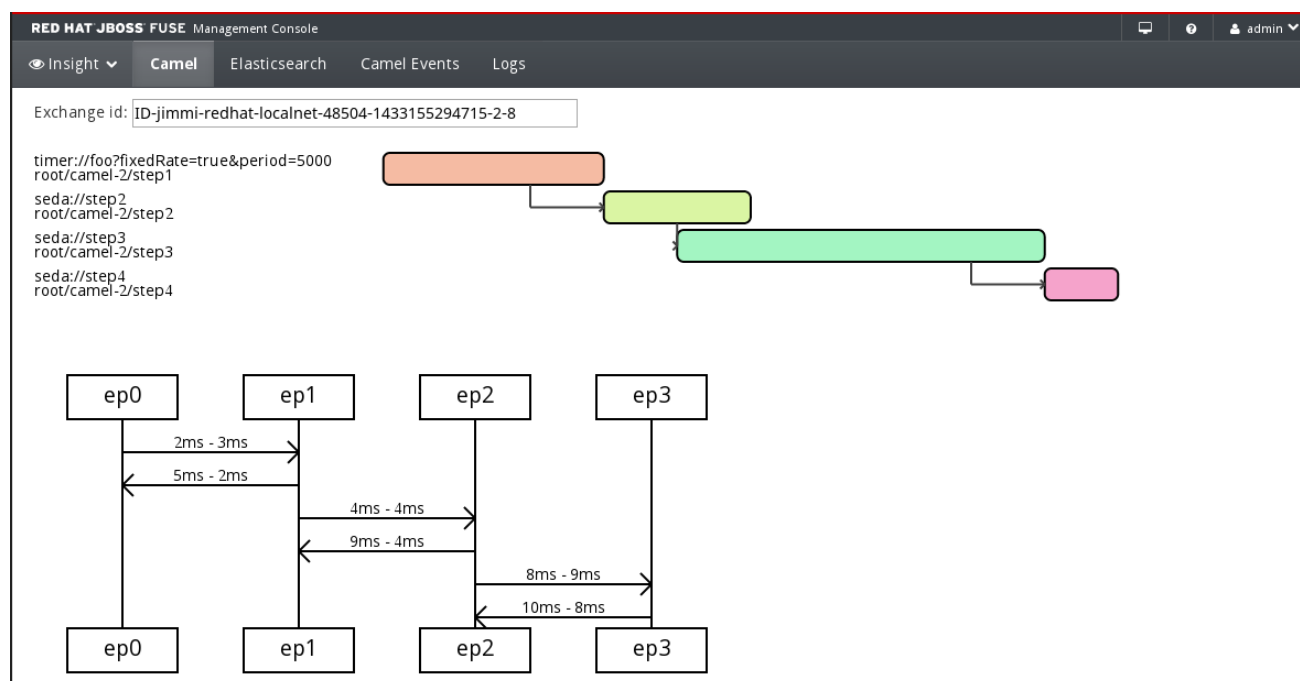 RED HAT JBOSS FUSE Management Console
admin
Insight Camel Elasticsearch Camel Events Logs
Exchange id: ID-jimmi-redhat-localnet-48504-1433155294715-2-8
timer://foo?fixedRate=true&period=5000
root/camel-2/step1
seda://step2
root/camel-2/step2
seda://step3
root/camel-2/step3
seda://step4
root/camel-2/step4
ep0 ep1 ep2 ep3
2ms - 3ms
5ms - 2ms
4ms - 4ms
9ms - 4ms
8ms - 9ms
10ms - 8ms
ep0 ep1 ep2 ep3